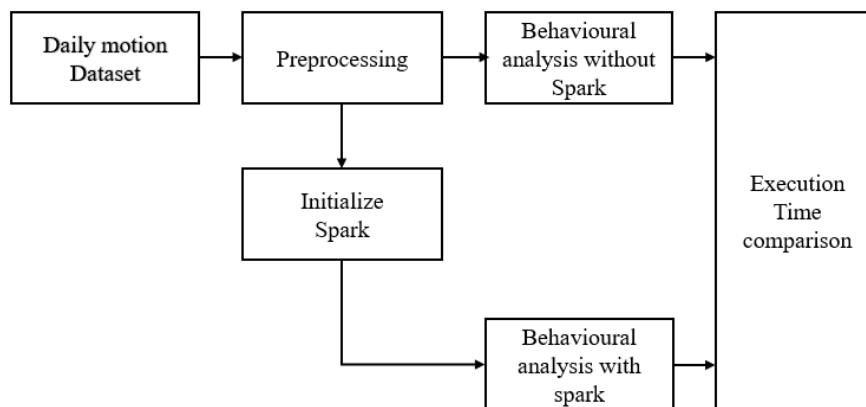 Daily motion
Dataset
Preprocessing
Behavioural
analysis without
Spark
Initialize
Spark
Execution
Time
comparison
Behavioural
analysis with
spark